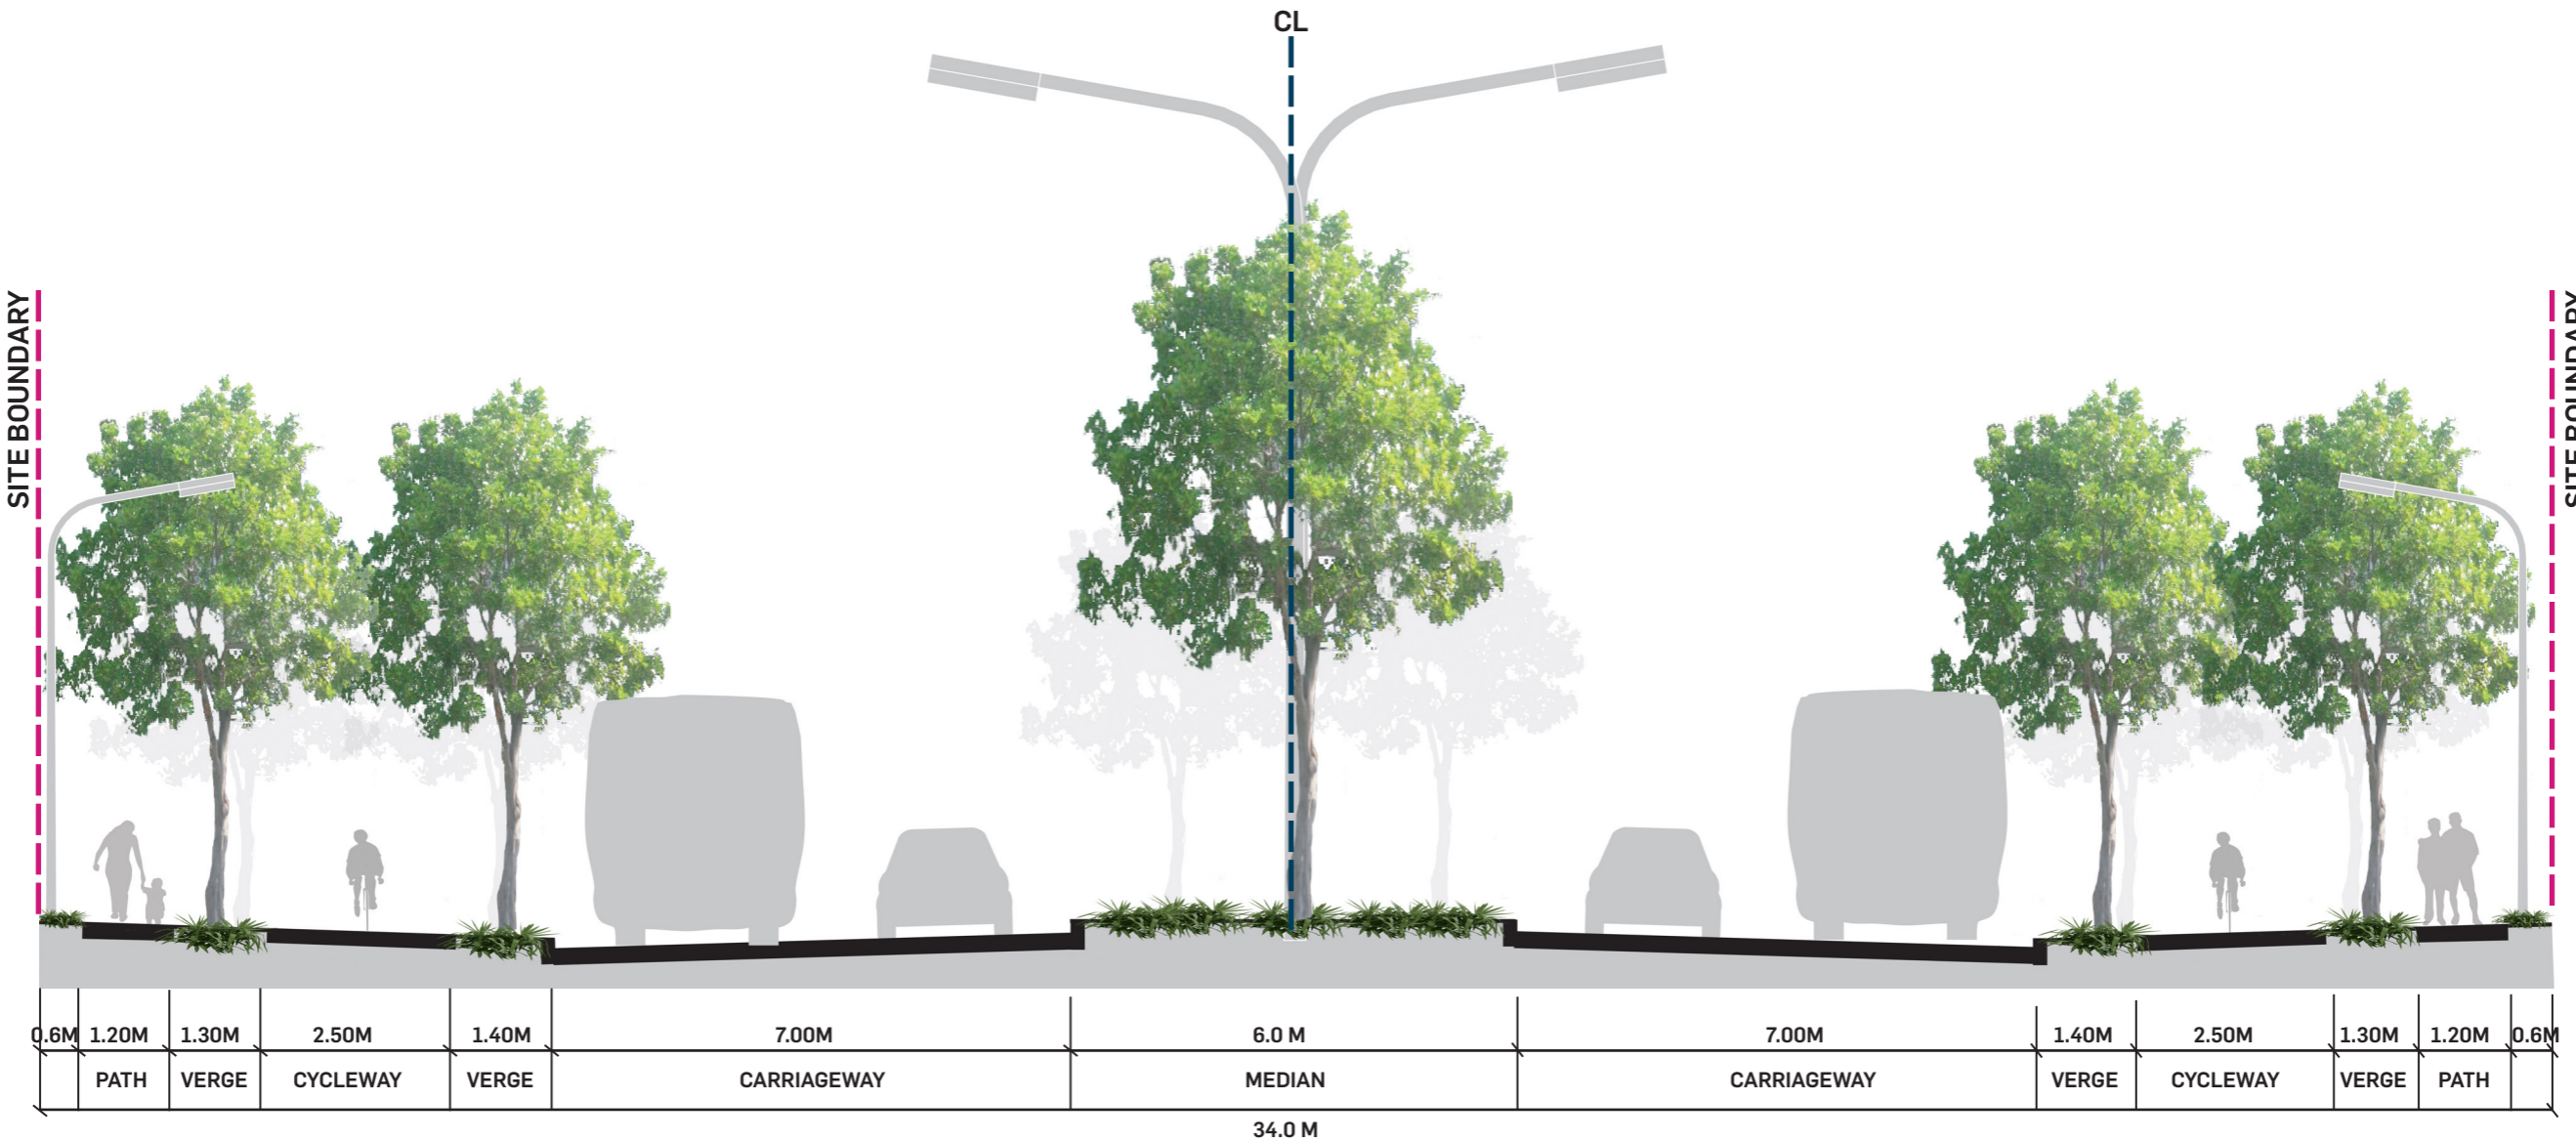 CL
SITE BOUNDARY
SITE BOUNDARY
0.6M 1.20M 1.30M 2.50M 1.40M 7.00M 6.0 M 7.00M 1.40M 2.50M 1.30M 1.20M 0.6M
PATH VERGE CYCLEWAY VERGE CARRIAGEWAY MEDIAN CARRIAGEWAY VERGE CYCLEWAY VERGE PATH
34.0 M